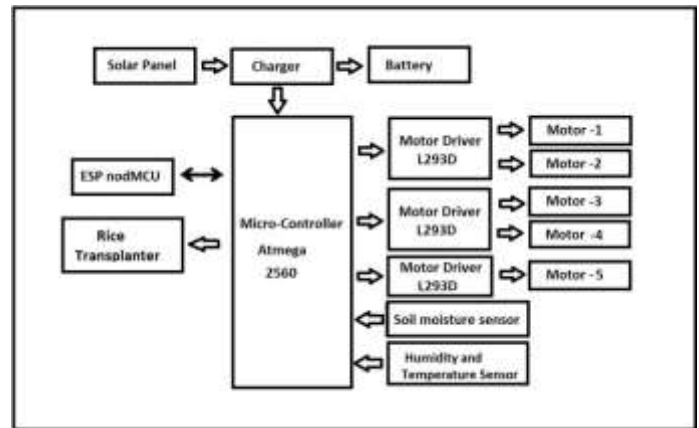 Solar Panel
Charger
Battery
Motor Driver
L293D
Motor -1
Motor -2
ESP nodMCU
Micro-Controller
Atmega
2560
Motor Driver
L293D
Motor -3
Motor -4
Rice
Transplanter
Motor Driver
L293D
Motor -5
Soil moisture sensor
Humidity and
Temperature Sensor